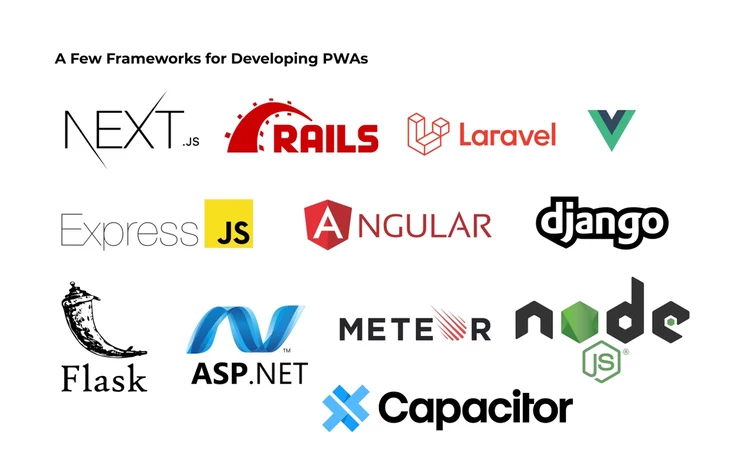 A Few Frameworks for Developing PWAs
NEXT.JS
RAILS
Laravel
Express JS
ANGULAR
django
Flask
ASP.NET
TM
METEOR
node
JS
®
Capacitor